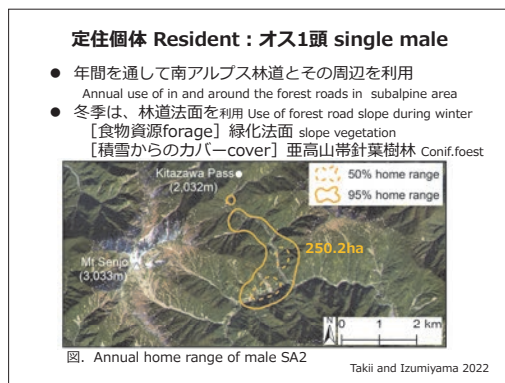 定住個体 Resident：オス1頭 single male
● 年間を通して南アルプス林道とその周辺を利用
Annual use of in and around the forest roads in subalpine area
● 冬季は、林道法面を利用 Use of forest road slope during winter
［食物資源forage］緑化法面 slope vegetation
［積雪からのカバーcover］亜高山帯針葉樹林 Conif.foest
Kitazawa Pass
(2,032m)
50% home range
95% home range
250.2ha
Mt Senjo
(3,033m)
N
0 1 2 km
図. Annual home range of male SA2
Takii and Izumiyama 2022